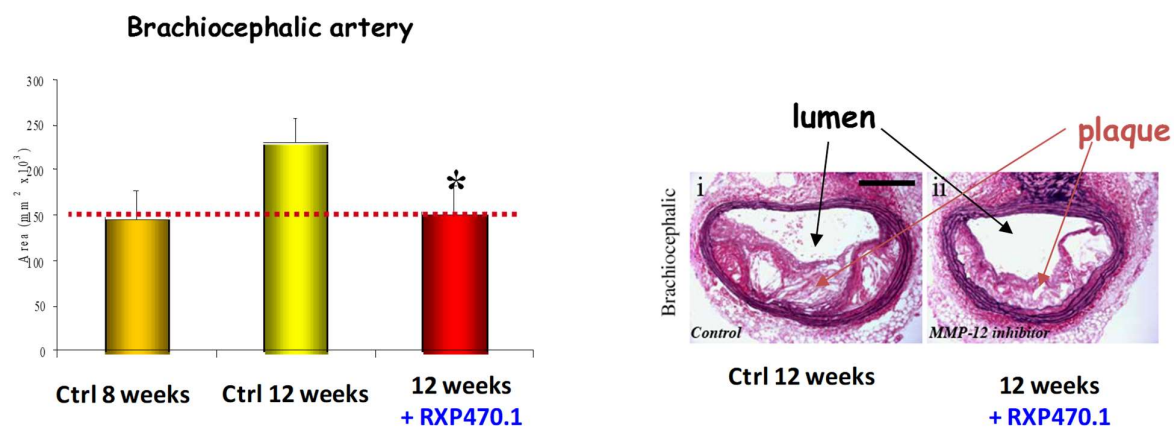 Brachiocephalic artery
300
250
200
150
100
50
0
Area (mm² x10³)
*
Ctrl 8 weeks
Ctrl 12 weeks
12 weeks
+ RXP470.1
lumen
plaque
i
ii
Brachiocephalic
Control
MMP-12 inhibitor
Ctrl 12 weeks
12 weeks
+ RXP470.1